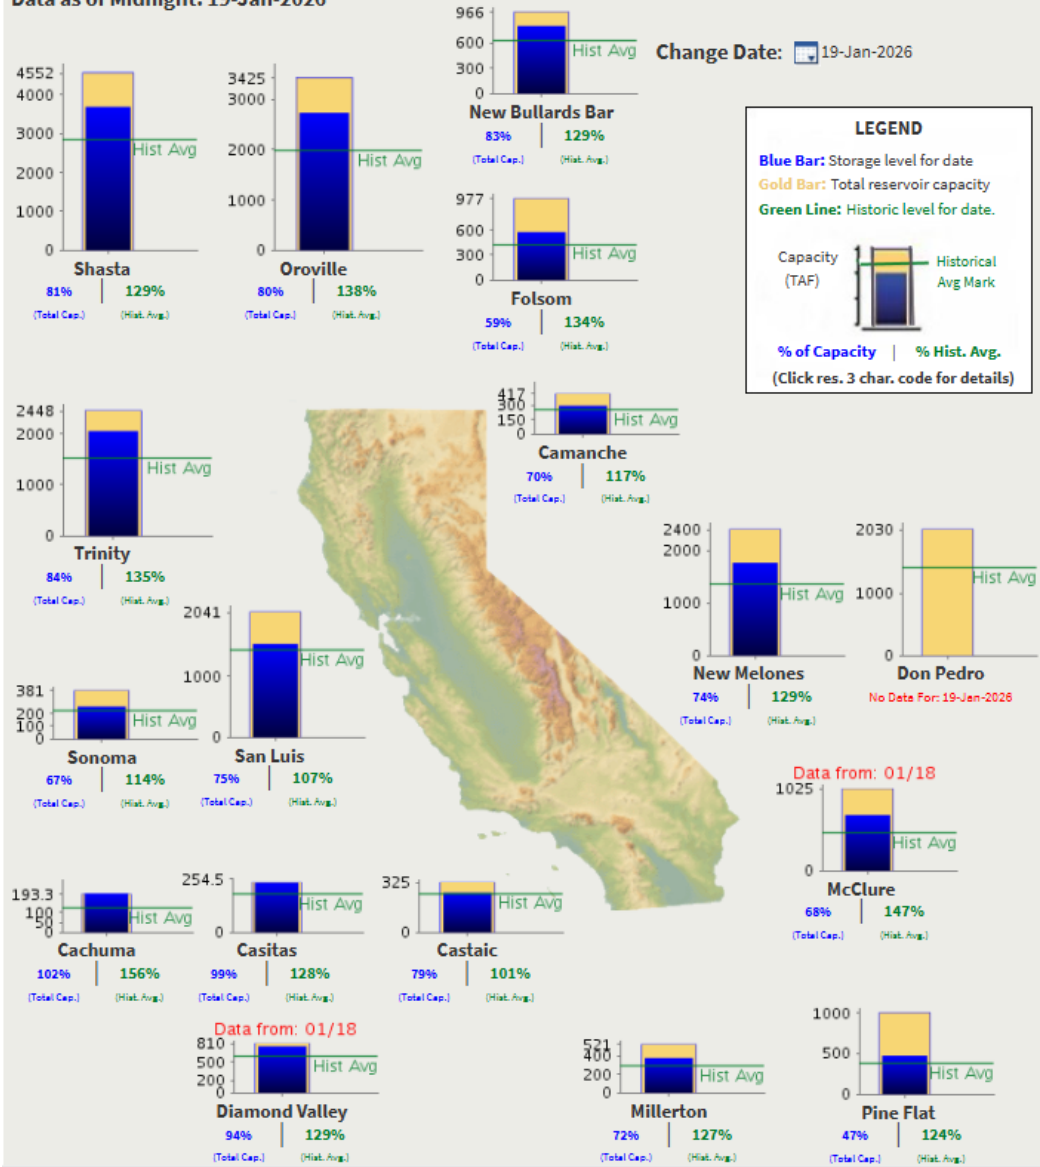 Data as of Midnight: 19-Jan-2026
Change Date: 19-Jan-2026
966
600
300
0
Hist Avg
New Bullards Bar
83% | 129%
(Total Cap.) (Hist. Avg.)
4552
4000
3000
2000
1000
0
Hist Avg
Shasta
81% | 129%
(Total Cap.) (Hist. Avg.)
3425
3000
2000
1000
0
Hist Avg
Oroville
80% | 138%
(Total Cap.) (Hist. Avg.)
977
600
300
0
Hist Avg
Folsom
59% | 134%
(Total Cap.) (Hist. Avg.)
LEGEND
Blue Bar: Storage level for date
Gold Bar: Total reservoir capacity
Green Line: Historic level for date.
Capacity
(TAF)
Historical
Avg Mark
% of Capacity | % Hist. Avg.
(Click res. 3 char. code for details)
2448
2000
1000
0
Hist Avg
Trinity
84% | 135%
(Total Cap.) (Hist. Avg.)
417
300
150
0
Hist Avg
Camanche
70% | 117%
(Total Cap.) (Hist. Avg.)
2400
2000
1000
0
Hist Avg
New Melones
74% | 129%
(Total Cap.) (Hist. Avg.)
2030
1000
0
Hist Avg
Don Pedro
No Data For: 19-Jan-2026
381
200
100
0
Hist Avg
Sonoma
67% | 114%
(Total Cap.) (Hist. Avg.)
2041
1000
0
Hist Avg
San Luis
75% | 107%
(Total Cap.) (Hist. Avg.)
Data from: 01/18
1025
0
Hist Avg
McClure
68% | 147%
(Total Cap.) (Hist. Avg.)
193.3
100
50
0
Hist Avg
Cachuma
102% | 156%
(Total Cap.) (Hist. Avg.)
254.5
0
Hist Avg
Casitas
99% | 128%
(Total Cap.) (Hist. Avg.)
325
0
Hist Avg
Castaic
79% | 101%
(Total Cap.) (Hist. Avg.)
Data from: 01/18
810
500
200
0
Hist Avg
Diamond Valley
94% | 129%
(Total Cap.) (Hist. Avg.)
521
400
200
0
Hist Avg
Millerton
72% | 127%
(Total Cap.) (Hist. Avg.)
1000
500
0
Hist Avg
Pine Flat
47% | 124%
(Total Cap.) (Hist. Avg.)